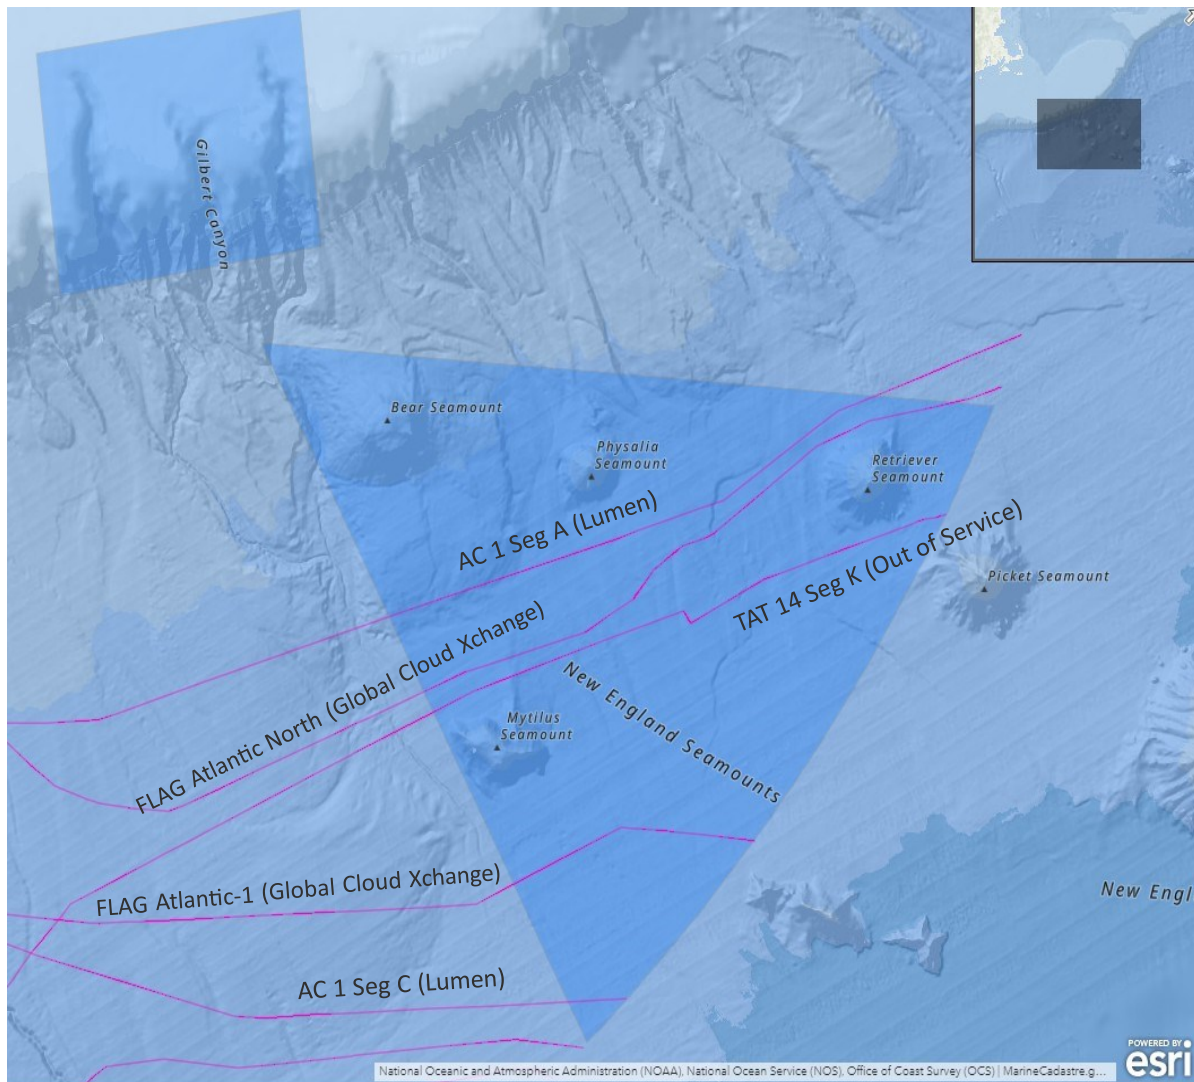 Gilbert Canyon
Bear Seamount
Physalia
Seamount
Retriever
Seamount
AC 1 Seg A (Lumen)
TAT 14 Seg K (Out of Service)
Picket Seamount
FLAG Atlantic North (Global Cloud Xchange)
New England Seamounts
Mytilus
Seamount
FLAG Atlantic-1 (Global Cloud Xchange)
New Engl
AC 1 Seg C (Lumen)
POWERED BY
esri
National Oceanic and Atmospheric Administration (NOAA), National Ocean Service (NOS), Office of Coast Survey (OCS) | MarineCadastre.g...